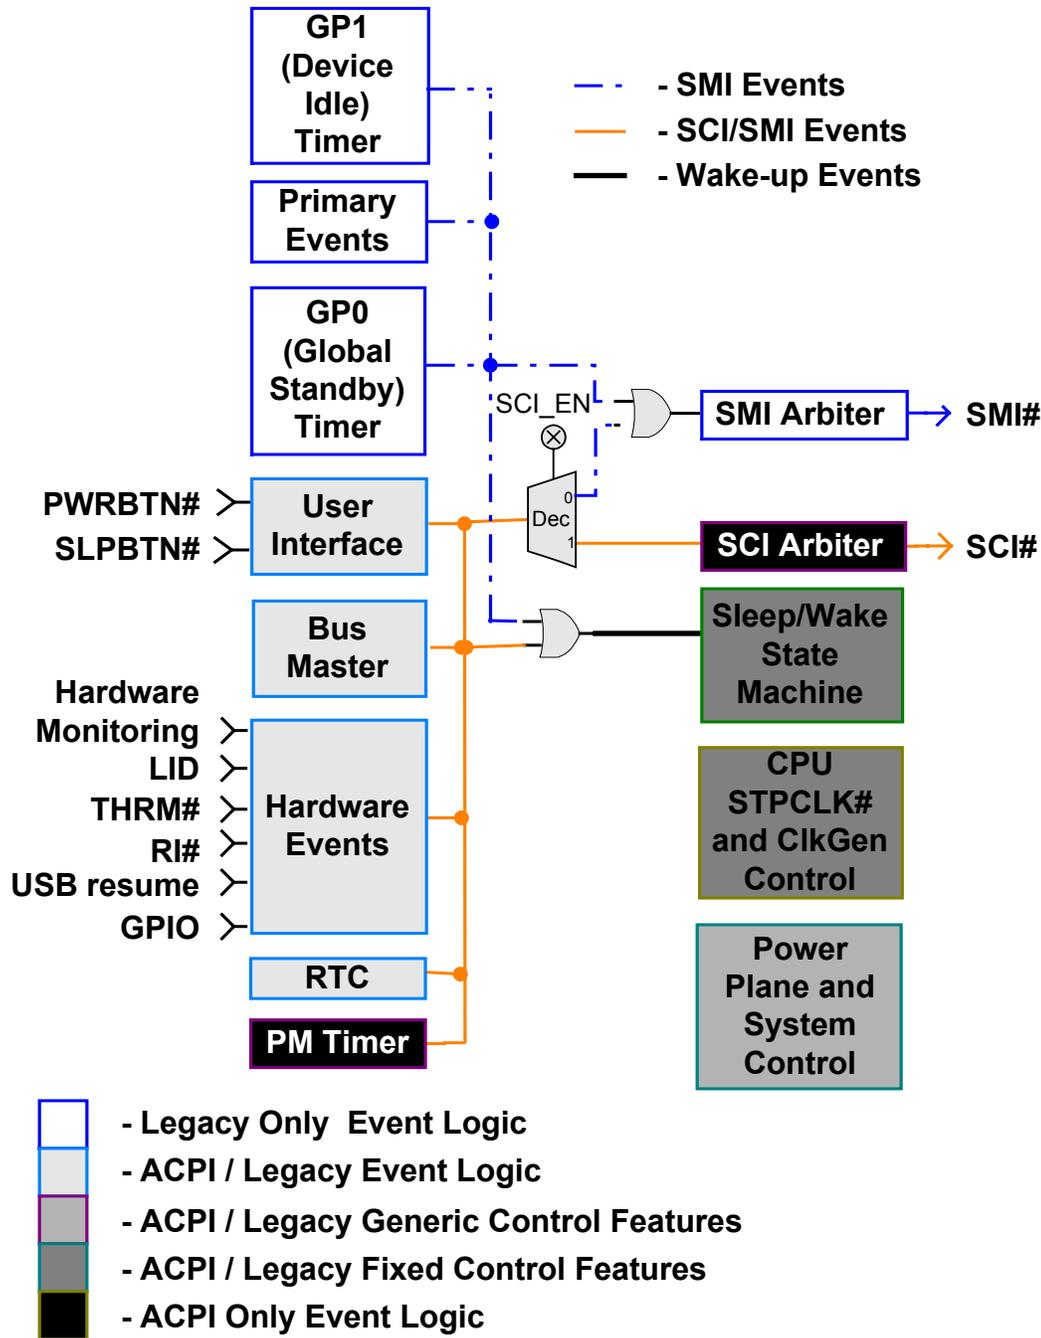 GP1
(Device
Idle)
Timer
- SMI Events
- SCI/SMI Events
- Wake-up Events
Primary
Events
GP0
(Global
Standby)
Timer
SCI_EN
SMI Arbiter
SMI#
PWRBTN#
SLPBTN#
User
Interface
0
Dec
1
SCI Arbiter
SCI#
Bus
Master
Sleep/Wake
State
Machine
Hardware
Monitoring
LID
THRM#
RI#
USB resume
GPIO
Hardware
Events
CPU
STPCLK#
and ClkGen
Control
RTC
PM Timer
Power
Plane and
System
Control
- Legacy Only  Event Logic
- ACPI / Legacy Event Logic
- ACPI / Legacy Generic Control Features
- ACPI / Legacy Fixed Control Features
- ACPI Only Event Logic